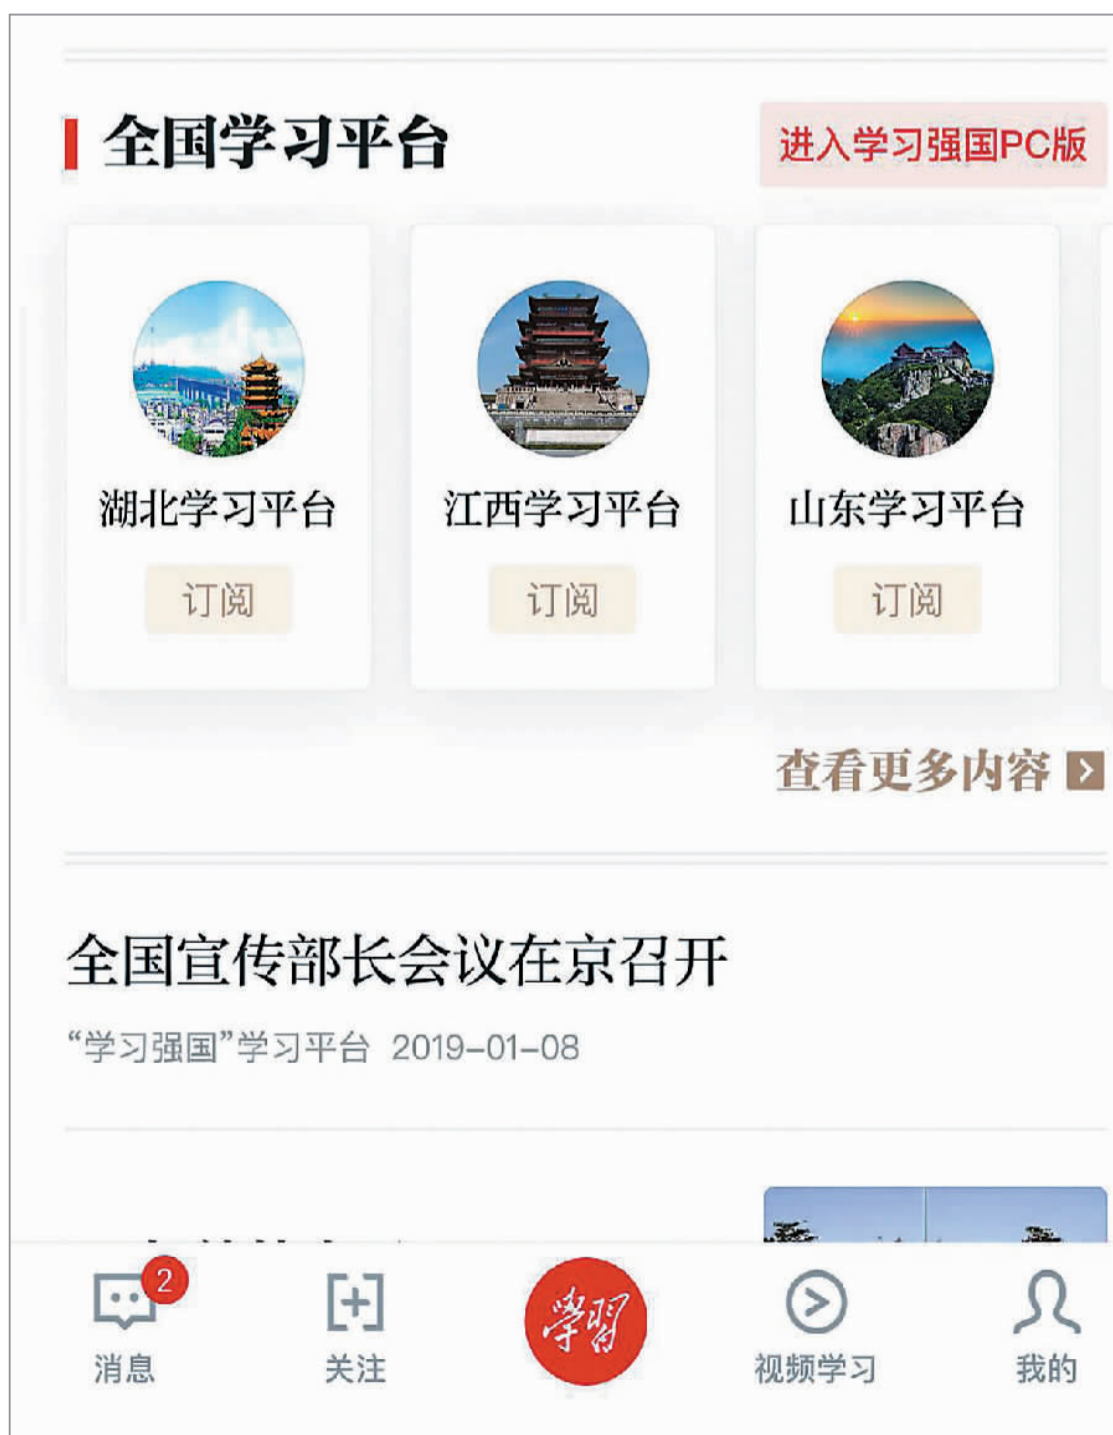 全国学习平台
进入学习强国PC版
湖北学习平台
江西学习平台
山东学习平台
订阅
订阅
订阅
查看更多内容
全国宣传部长会议在京召开
“学习强国”学习平台 2019-01-08
2
學習
消息
关注
视频学习
我的